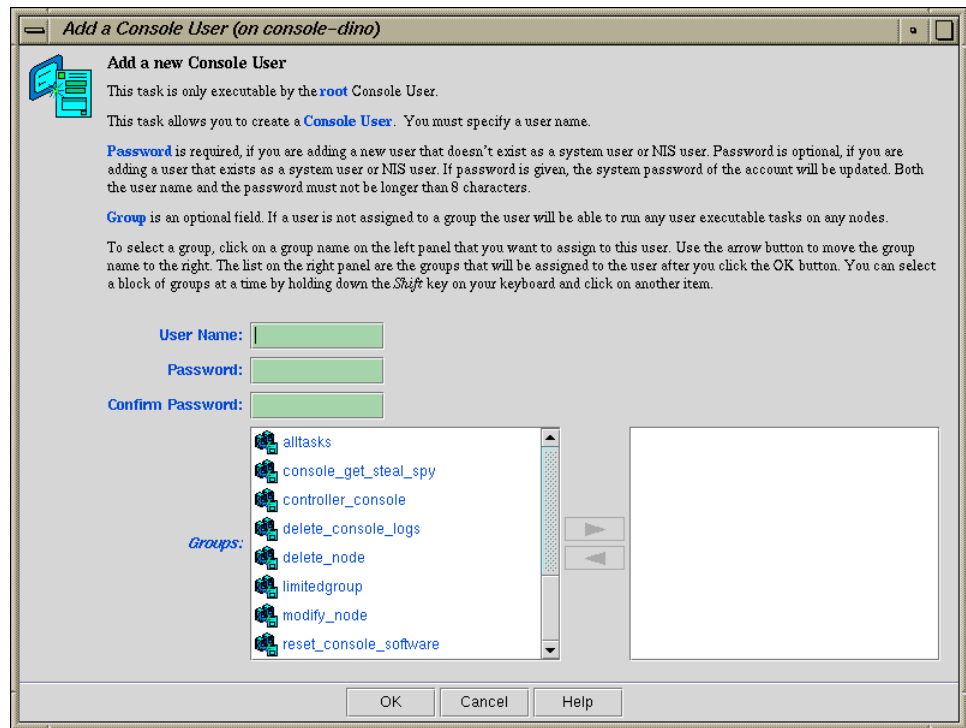 Add a Console User (on console-dino)
Add a new Console User
This task is only executable by the root Console User.
This task allows you to create a Console User. You must specify a user name.
Password is required, if you are adding a new user that doesn't exist as a system user or NIS user. Password is optional, if you are
adding a user that exists as a system user or NIS user. If password is given, the system password of the account will be updated. Both
the user name and the password must not be longer than 8 characters.
Group is an optional field. If a user is not assigned to a group the user will be able to run any user executable tasks on any nodes.
To select a group, click on a group name on the left panel that you want to assign to this user. Use the arrow button to move the group
name to the right. The list on the right panel are the groups that will be assigned to the user after you click the OK button. You can select
a block of groups at a time by holding down the Shift key on your keyboard and click on another item.
User Name:
Password:
Confirm Password:
Groups:
alltasks
console_get_steal_spy
controller_console
delete_console_logs
delete_node
limitedgroup
modify_node
reset_console_software
OK
Cancel
Help